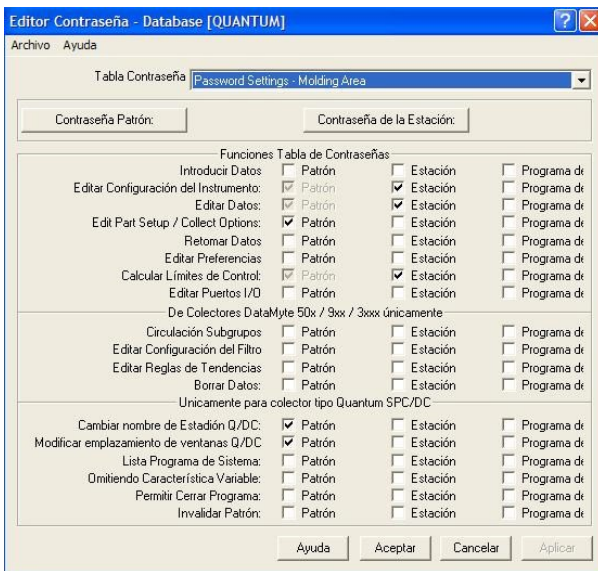 Editor Contraseña - Database [QUANTUM]
Archivo Ayuda
Tabla Contraseña Password Settings - Molding Area
Contraseña Patrón: Contraseña de la Estación:
Funciones Tabla de Contraseñas
Introducir Datos Patrón Estación Programa de
Editar Configuración del Instrumento: Patrón Estación Programa de
Editar Datos: Patrón Estación Programa de
Edit Part Setup / Collect Options: Patrón Estación Programa de
Retomar Datos Patrón Estación Programa de
Editar Preferencias Patrón Estación Programa de
Calcular Límites de Control: Patrón Estación Programa de
Editar Puertos I/O Patrón Estación Programa de
De Colectores DataMyte 50x / 9xx / 3xxx únicamente
Circulación Subgrupos Patrón Estación Programa de
Editar Configuración del Filtro Patrón Estación Programa de
Editar Reglas de Tendencias Patrón Estación Programa de
Borrar Datos: Patrón Estación Programa de
Unicamente para colector tipo Quantum SPC/DC
Cambiar nombre de Estadión Q/DC: Patrón Estación Programa de
Modificar emplazamiento de ventanas Q/DC Patrón Estación Programa de
Lista Programa de Sistema: Patrón Estación Programa de
Omitiendo Característica Variable: Patrón Estación Programa de
Permitir Cerrar Programa: Patrón Estación Programa de
Invalidar Patrón: Patrón Estación Programa de
Ayuda Aceptar Cancelar Aplicar